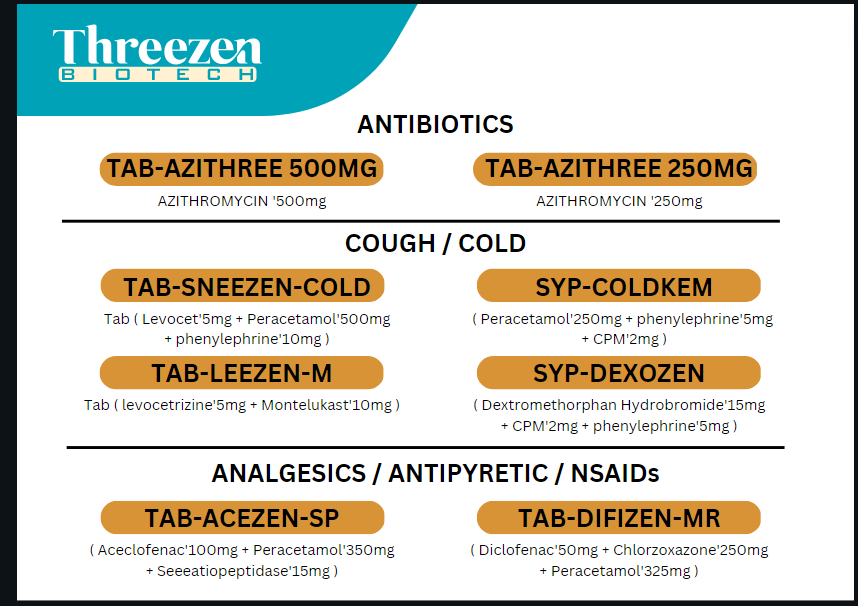 Threezen
BIOTECH
ANTIBIOTICS
TAB-AZITHREE 500MG
AZITHROMYCIN '500mg
TAB-AZITHREE 250MG
AZITHROMYCIN '250mg
COUGH / COLD
TAB-SNEEZEN-COLD
Tab ( Levocet'5mg + Peracetamol'500mg
+ phenylephrine'10mg )
SYP-COLDKEM
( Peracetamol'250mg + phenylephrine'5mg
+ CPM'2mg )
TAB-LEEZEN-M
Tab ( levocetrizine'5mg + Montelukast'10mg )
SYP-DEXOZEN
( Dextromethorphan Hydrobromide'15mg
+ CPM'2mg + phenylephrine'5mg )
ANALGESICS / ANTIPYRETIC / NSAIDs
TAB-ACEZEN-SP
( Aceclofenac'100mg + Peracetamol'350mg
+ Seeeatiopeptidase'15mg )
TAB-DIFIZEN-MR
( Diclofenac'50mg + Chlorzoxazone'250mg
+ Peracetamol'325mg )